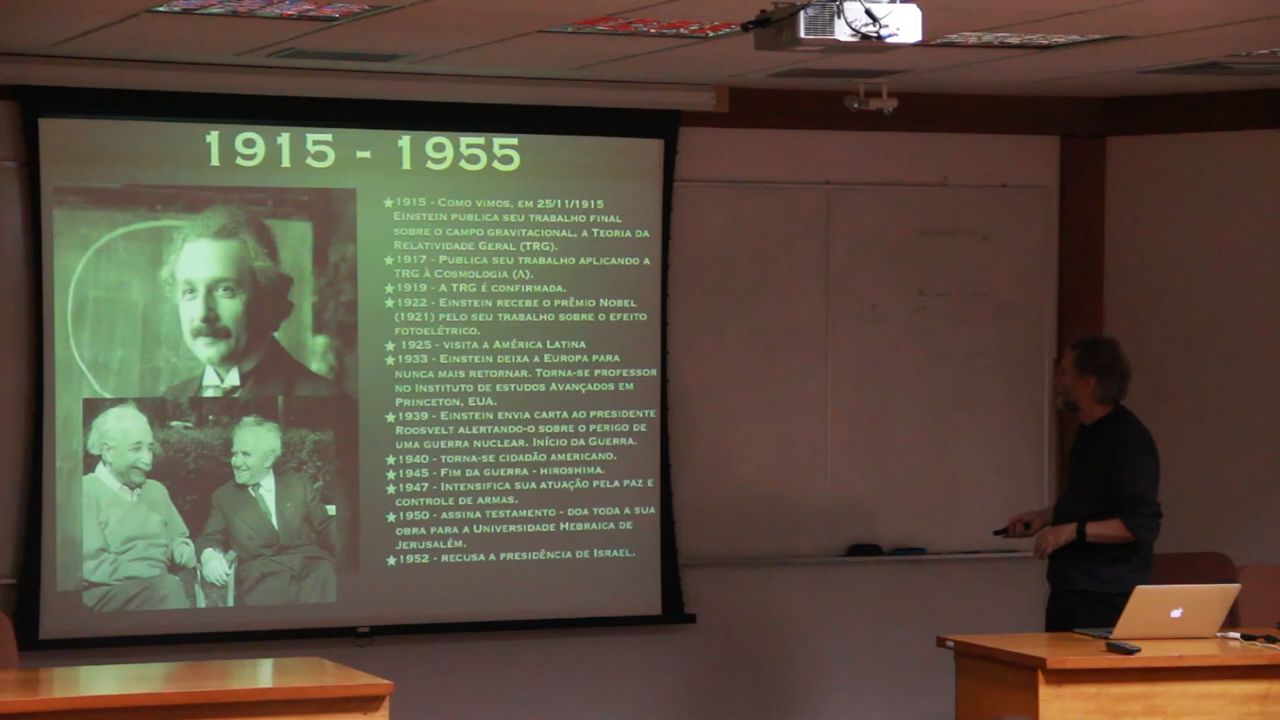 1915 - 1955
★1915 - Como vimos, em 25/11/1915
Einstein publica seu trabalho final
sobre o campo gravitacional, a Teoria da
Relatividade Geral (TRG).
★1917 - Publica seu trabalho aplicando a
TRG à Cosmologia (Λ).
★1919 - A TRG é confirmada.
★1922 - Einstein recebe o prêmio Nobel
(1921) pelo seu trabalho sobre o efeito
fotoelétrico.
★ 1925 - visita a América Latina
★1933 - Einstein deixa a Europa para
nunca mais retornar. Torna-se professor
no Instituto de estudos Avançados em
Princeton, EUA.
★1939 - Einstein envia carta ao presidente
Roosvelt alertando-o sobre o perigo de
uma guerra nuclear. Início da Guerra.
★1940 - torna-se cidadão americano.
★1945 - Fim da guerra - Hiroshima.
★1947 - Intensifica sua atuação pela paz e
controle de armas.
★1950 - assina testamento - doa toda a sua
obra para a Universidade Hebraica de
Jerusalém.
★1952 - recusa a presidência de Israel.